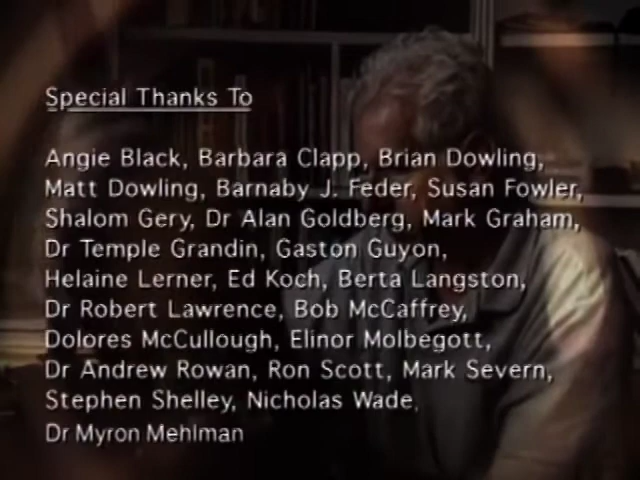 Special Thanks To
Angie Black, Barbara Clapp, Brian Dowling,
Matt Dowling, Barnaby J. Feder, Susan Fowler,
Shalom Gery, Dr Alan Goldberg, Mark Graham,
Dr Temple Grandin, Gaston Guyon,
Helaine Lerner, Ed Koch, Berta Langston,
Dr Robert Lawrence, Bob McCaffrey,
Dolores McCullough, Elinor Molbegott,
Dr Andrew Rowan, Ron Scott, Mark Severn,
Stephen Shelley, Nicholas Wade,
Dr Myron Mehlman